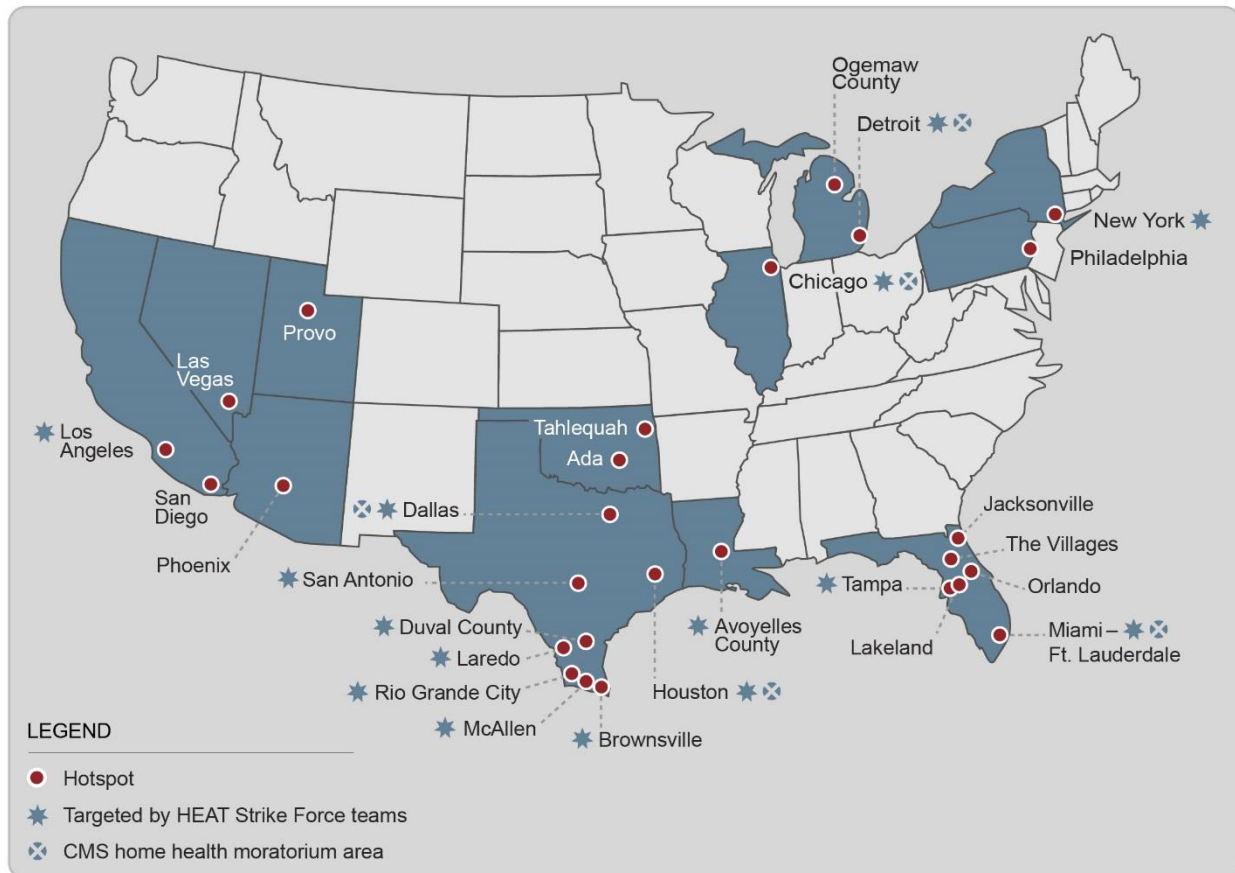 Ogemaw
County
Detroit
New York
Philadelphia
Chicago
Provo
Las
Vegas
Los
Angeles
San
Diego
Phoenix
Tahlequah
Ada
Dallas
San Antonio
Duval County
Laredo
Rio Grande City
McAllen
Brownsville
Houston
Avoyelles
County
Jacksonville
The Villages
Orlando
Tampa
Lakeland
Miami –
Ft. Lauderdale
LEGEND
Hotspot
Targeted by HEAT Strike Force teams
CMS home health moratorium area